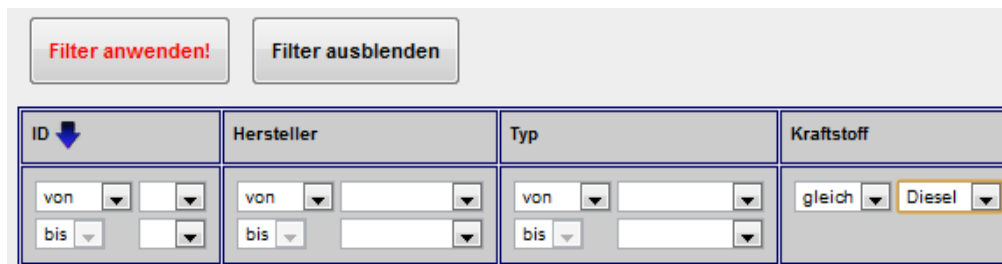 Filter anwenden! Filter ausblenden
ID Hersteller Typ Kraftstoff
von von von gleich Diesel
bis bis bis